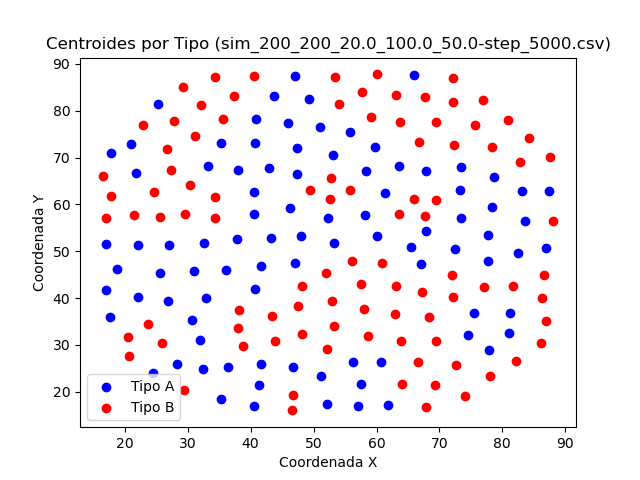 Centroides por Tipo (sim_200_200_20.0_100.0_50.0-step_5000.csv)
90
80
70
60
50
40
30
20
Coordenada Y
Tipo A
Tipo B
20 30 40 50 60 70 80 90
Coordenada X